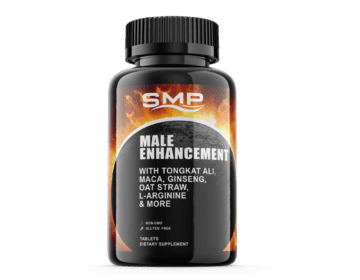 SMP
MALE
ENHANCEMENT
WITH TONGKAT ALI,
MACA, GINSENG,
OAT STRAW,
L-ARGININE
& MORE
NON-GMO
GLUTEN FREE
TABLETS
DIETARY SUPPLEMENT